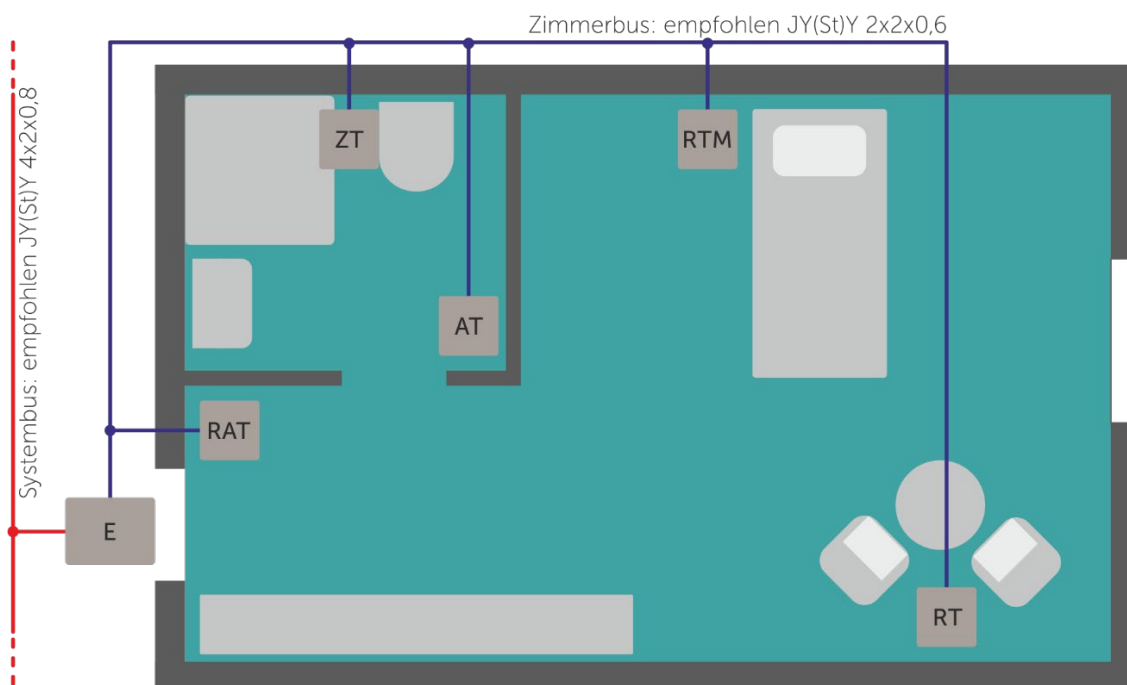 Zimmerbus: empfohlen JY(St)Y 2x2x0,6
Systembus: empfohlen JY(St)Y 4x2x0,8
ZT
RTM
AT
RAT
E
RT